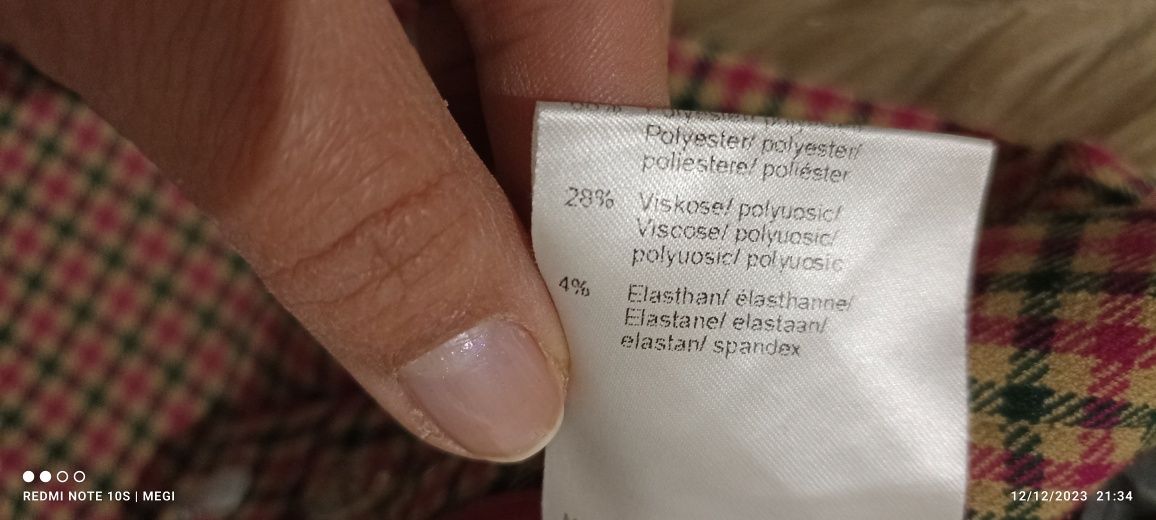 Polyester/ polyester/
poliestere/ poliéster
28% Viskose/ polyuosic/
Viscose/ polyuosic/
polyuosic/ polyuosic
4% Elasthan/ élasthanne/
Elastane/ elastaan/
elastan/ spandex
REDMI NOTE 10S | MEGI
12/12/2023 21:34